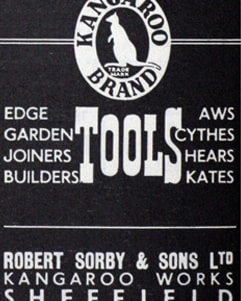 KANGAROO
TRADE
MARK
BRAND
EDGE TOOLS AWS
GARDEN CYTHES
JOINERS HEARS
BUILDERS KATES
ROBERT SORBY & SONS LTD
KANGAROO WORKS
SHEFFIELD